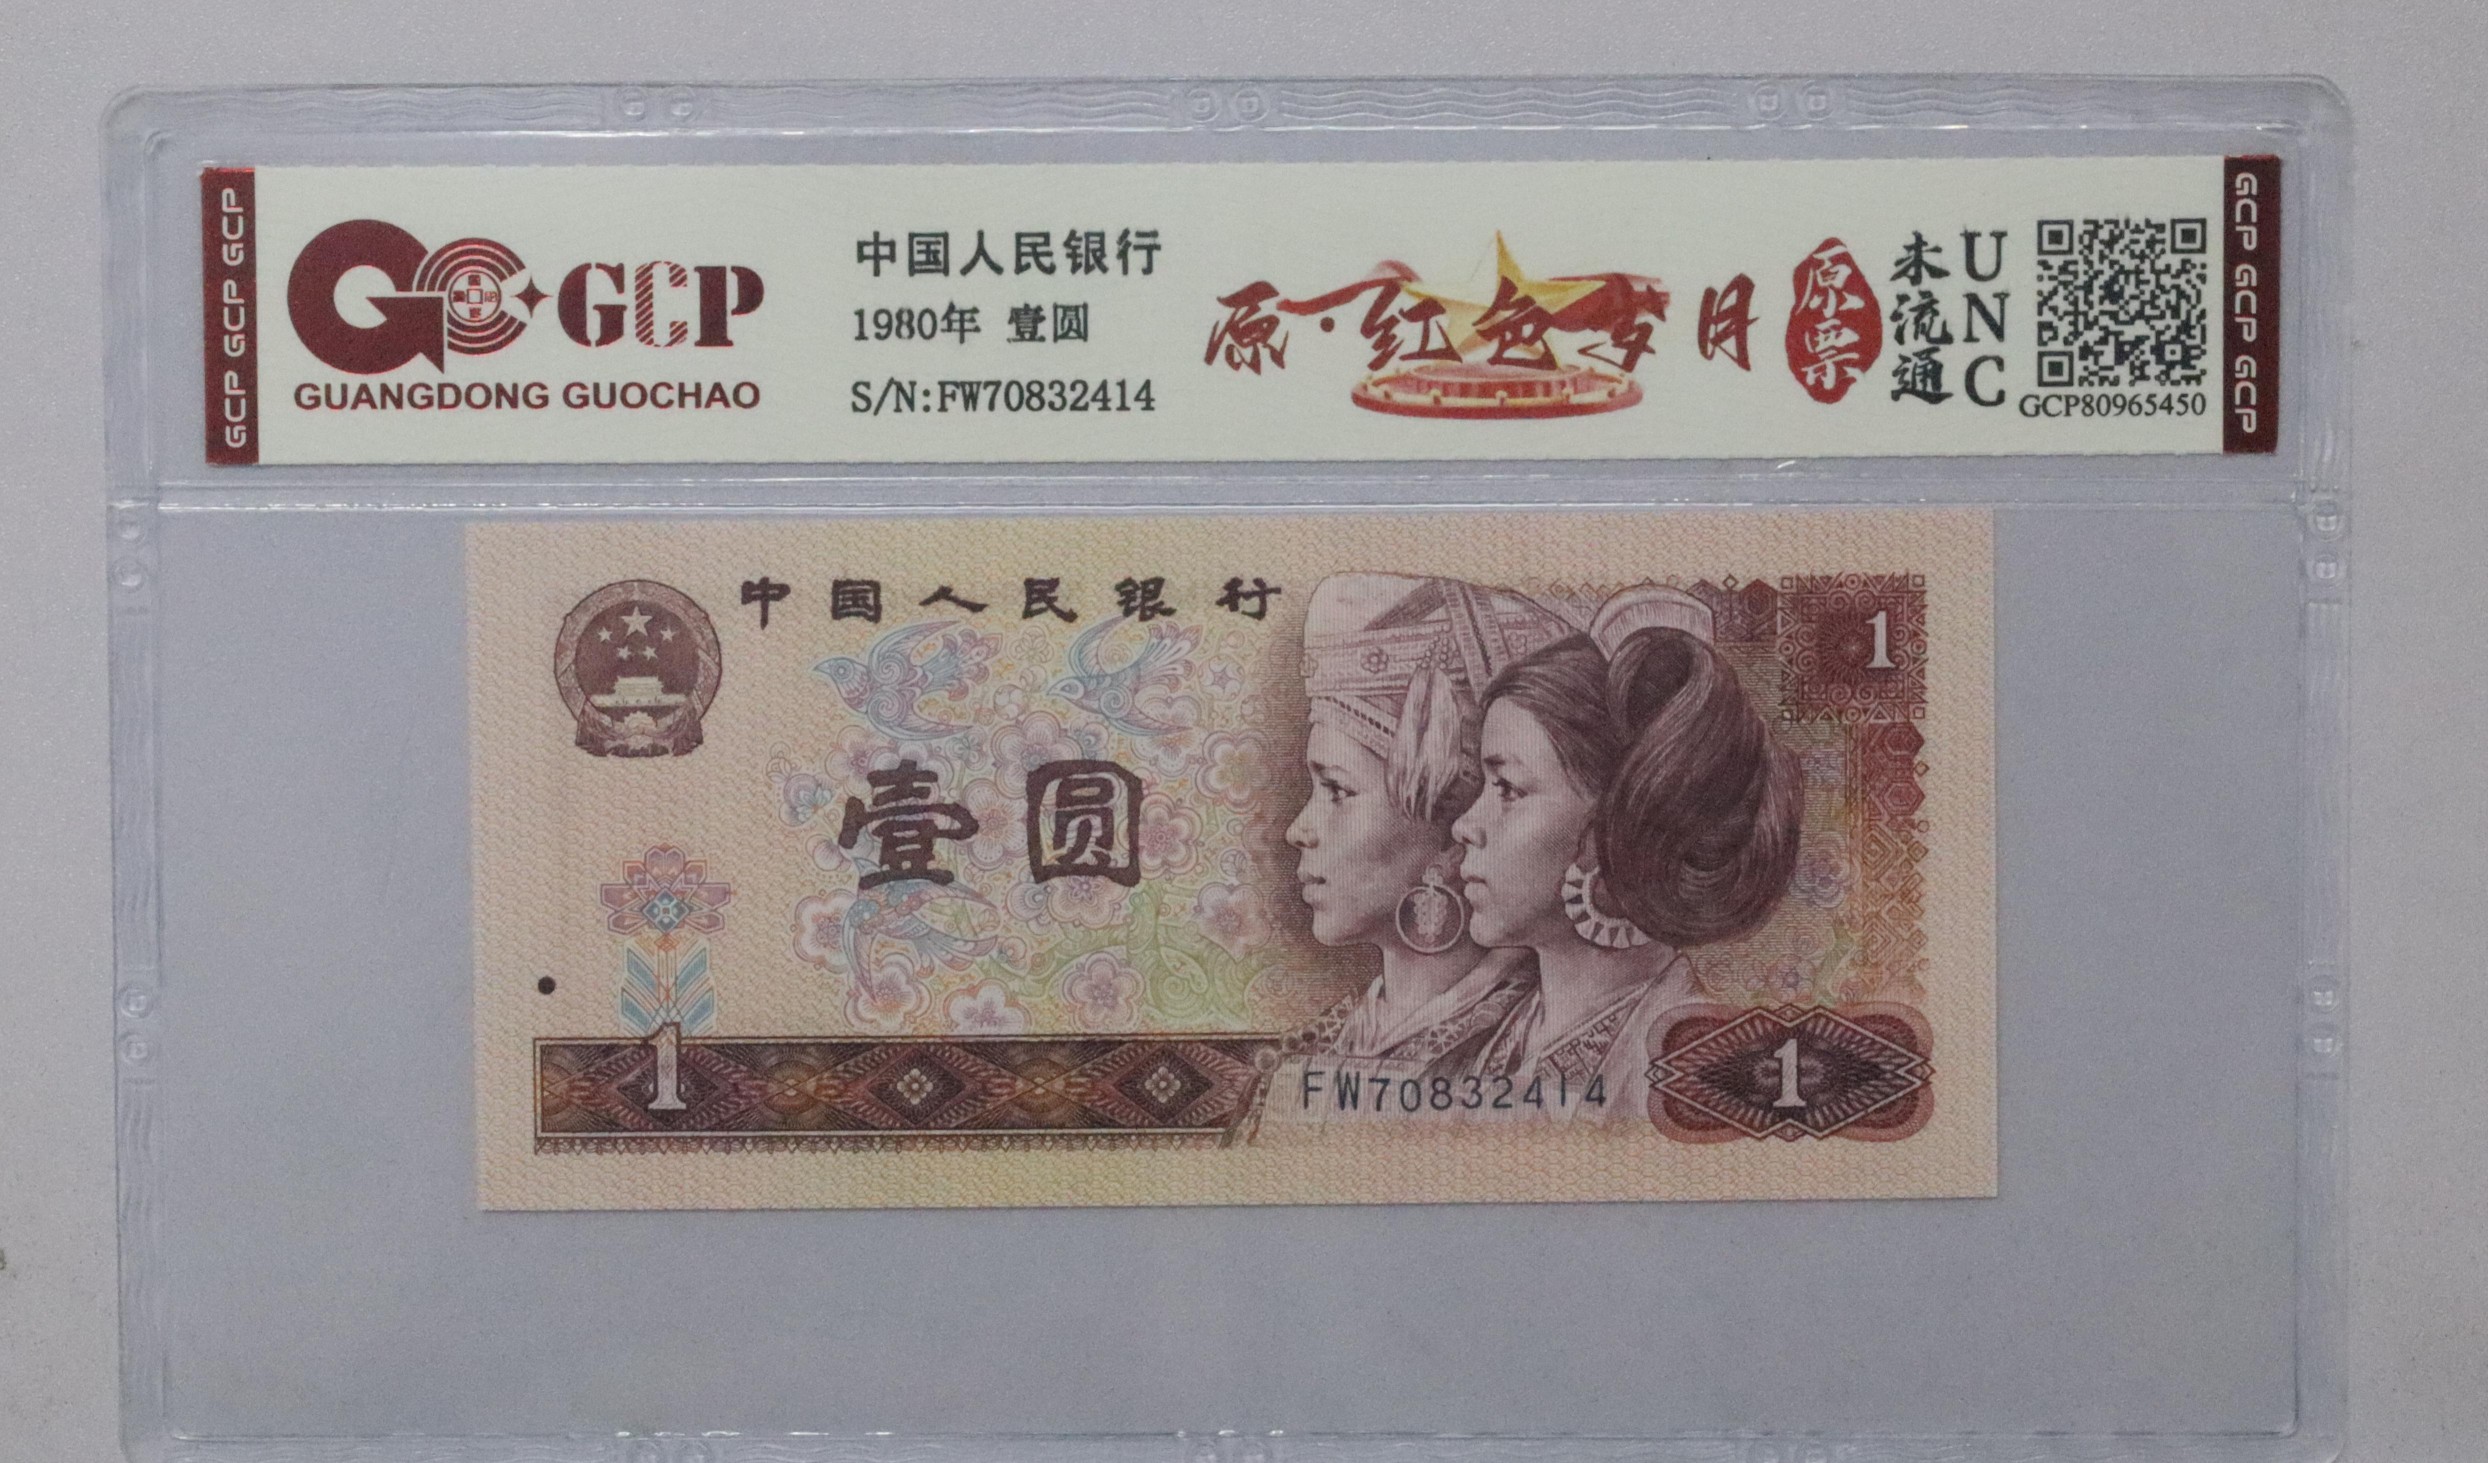 GCP GCP GCP
GCP
GUANGDONG GUOCHAO
中国人民银行
1980年 壹圆
S/N:FW70832414
原·红色岁月
原票
未流通
UNC
GCP80965450
GCP GCP GCP
中国人民银行
1
壹圆
1
FW70832414
1